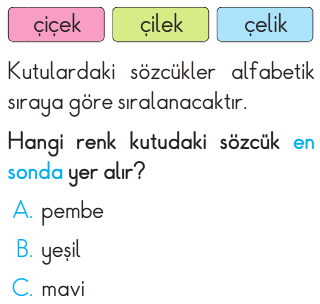 çiçek çilek çelik
Kutulardaki sözcükler alfabetik
sıraya göre sıralanacaktır.
Hangi renk kutudaki sözcük en
sonda yer alır?
A. pembe
B. yeşil
C. mavi